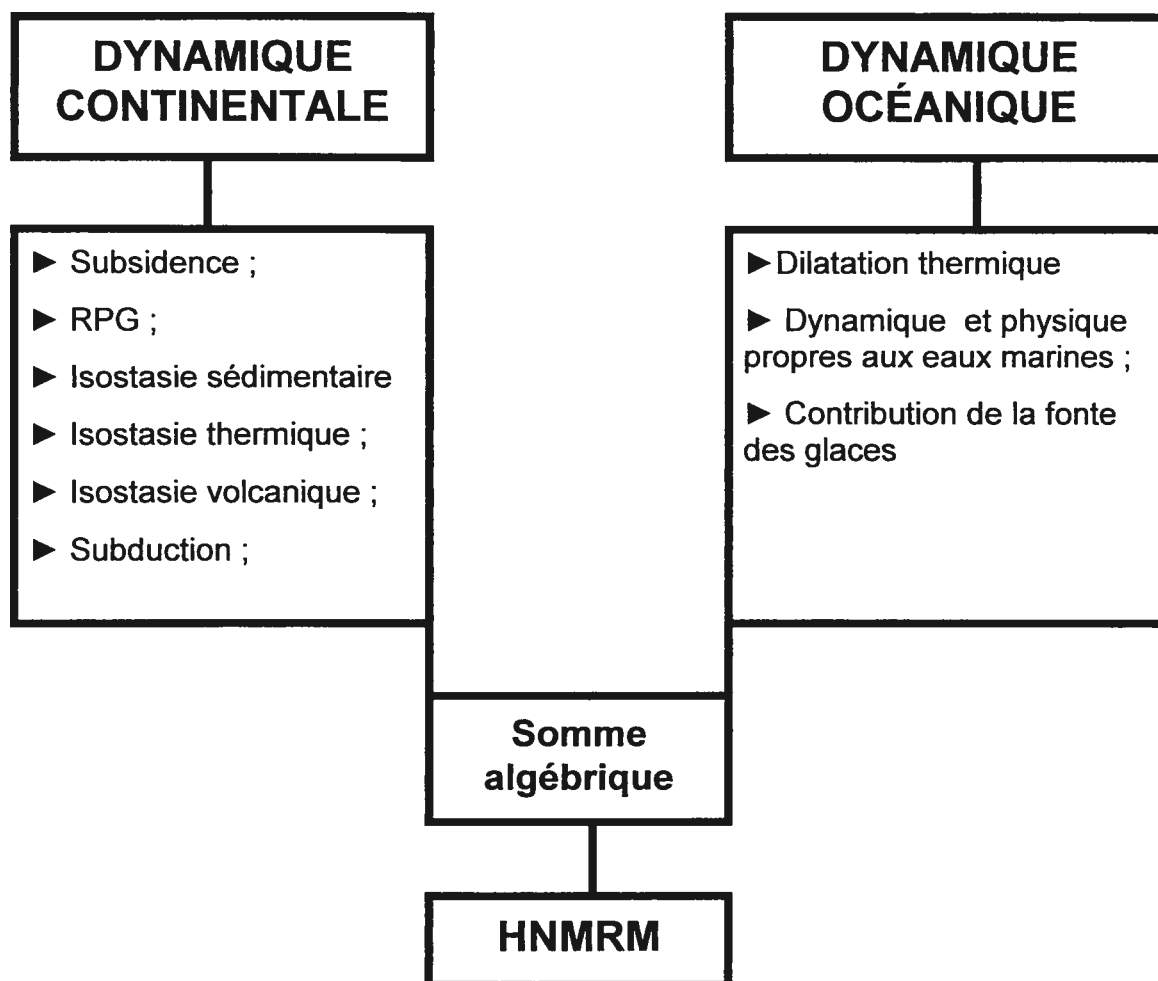 DYNAMIQUE
CONTINENTALE
► Subsidence ;
► RPG ;
► Isostasie sédimentaire
► Isostasie thermique ;
► Isostasie volcanique ;
► Subduction ;
DYNAMIQUE
OCÉANIQUE
►Dilatation thermique
► Dynamique et physique
propres aux eaux marines ;
► Contribution de la fonte
des glaces
Somme
algébrique
HNMRM